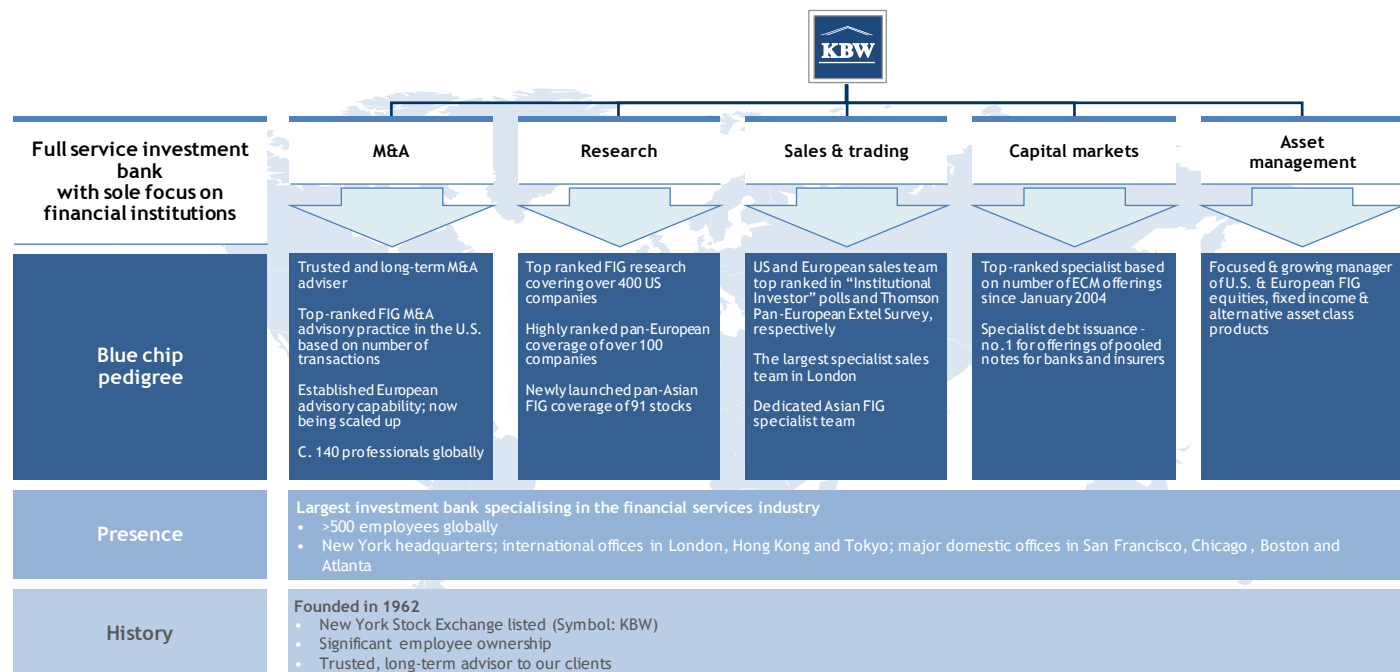 KBW
Full service investment
bank
with sole focus on
financial institutions
M&A
Research
Sales & trading
Capital markets
Asset
management
Blue chip
pedigree
Trusted and long-term M&A
adviser
Top-ranked FIG M&A
advisory practice in the U.S.
based on number of
transactions
Established European
advisory capability; now
being scaled up
C. 140 professionals globally
Top ranked FIG research
covering over 400 US
companies
Highly ranked pan-European
coverage of over 100
companies
Newly launched pan-Asian
FIG coverage of 91 stocks
US and European sales team
top ranked in “Institutional
Investor” polls and Thomson
Pan-European Extel Survey,
respectively
The largest specialist sales
team in London
Dedicated Asian FIG
specialist team
Top-ranked specialist based
on number of ECM offerings
since January 2004
Specialist debt issuance –
no.1 for offerings of pooled
notes for banks and insurers
Focused & growing manager
of U.S. & European FIG
equities, fixed income &
alternative asset class
products
Presence
Largest investment bank specialising in the financial services industry
• >500 employees globally
• New York headquarters; international offices in London, Hong Kong and Tokyo; major domestic offices in San Francisco, Chicago, Boston and
Atlanta
History
Founded in 1962
• New York Stock Exchange listed (Symbol: KBW)
• Significant employee ownership
• Trusted, long-term advisor to our clients